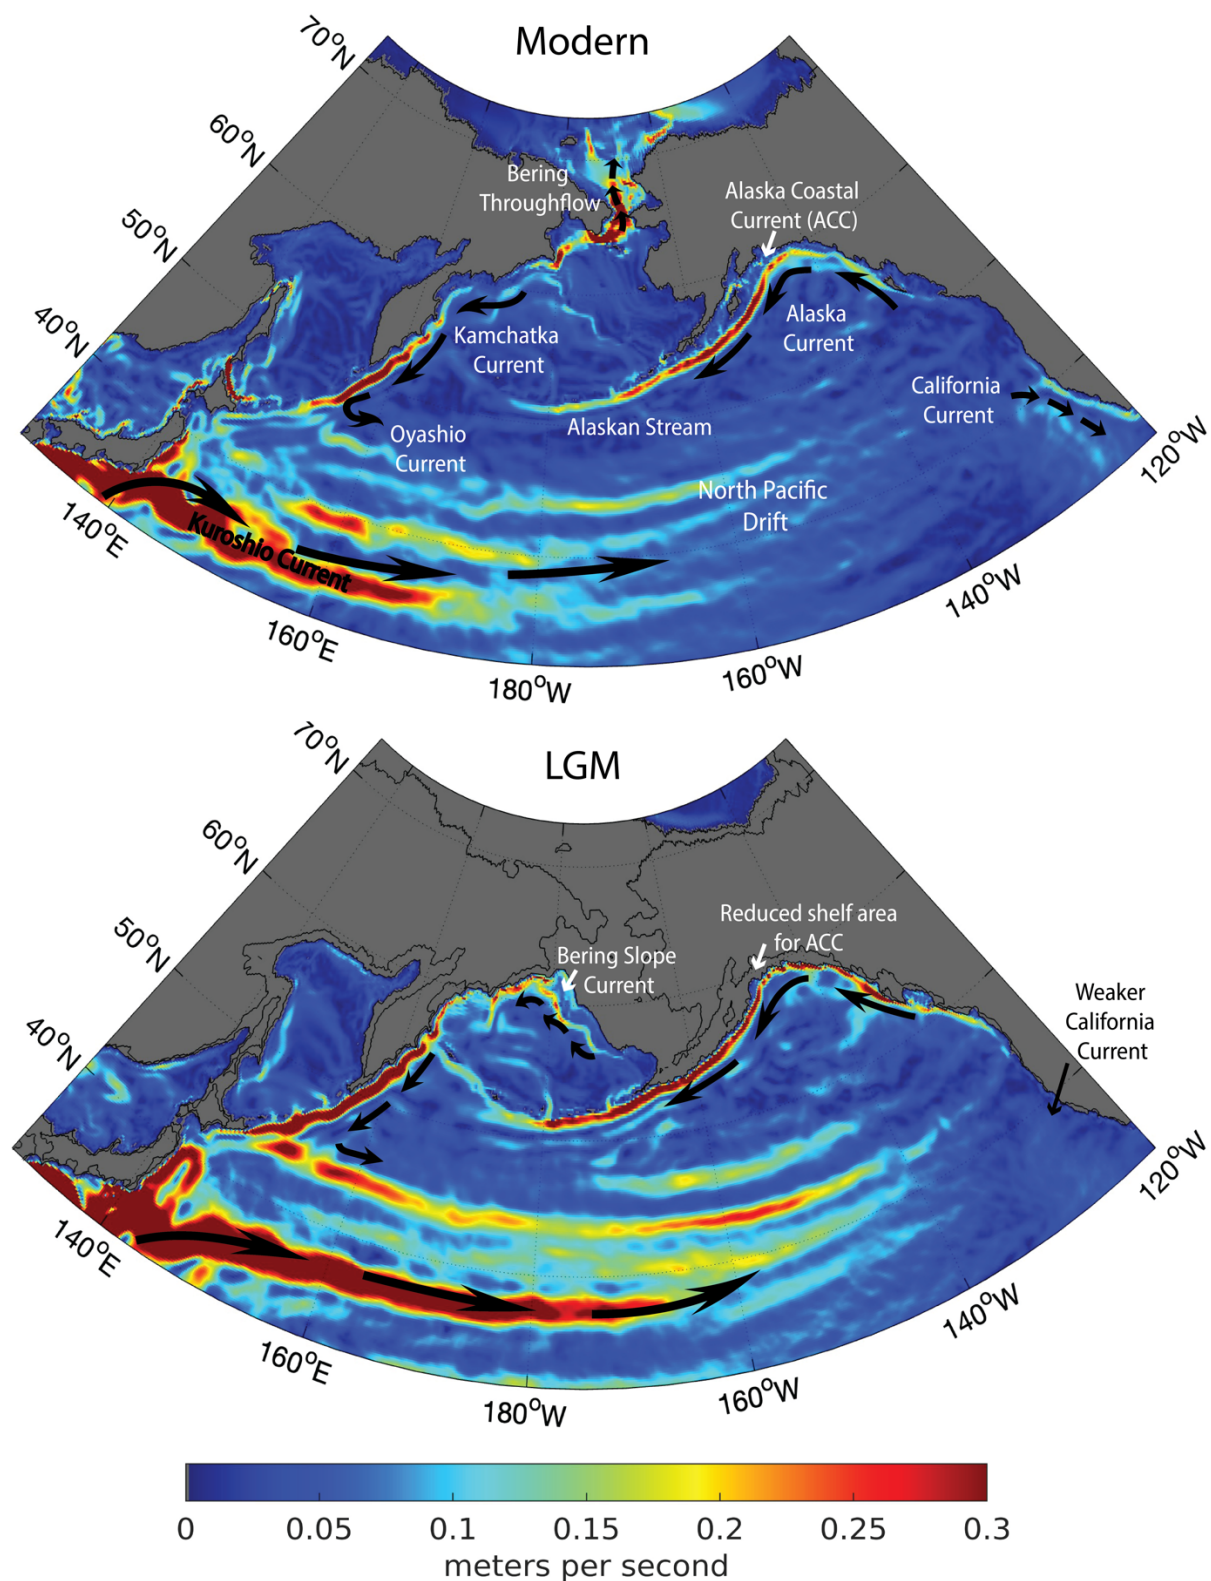 Modern
70°N
60°N
50°N
40°N
Bering
Throughflow
Alaska Coastal
Current (ACC)
Kamchatka
Current
Alaska
Current
California
Current
Oyashio
Current
Alaskan Stream
North Pacific
Drift
Kuroshio Current
140°E
160°E
180°W
160°W
140°W
120°W
LGM
70°N
60°N
50°N
40°N
Bering Slope
Current
Reduced shelf area
for ACC
Weaker
California
Current
140°E
160°E
180°W
160°W
140°W
120°W
0 0.05 0.1 0.15 0.2 0.25 0.3
meters per second